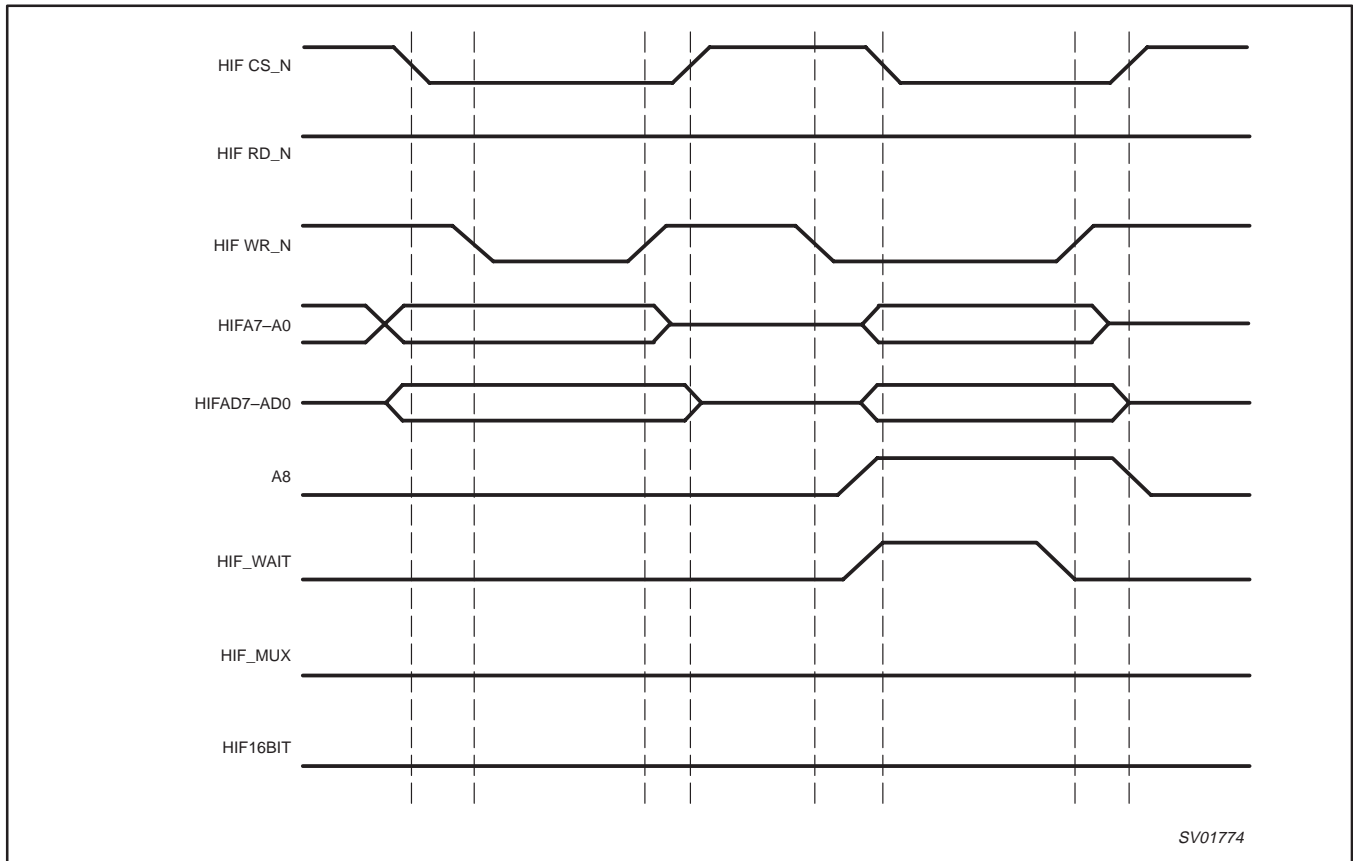 HIF CS_N
HIF RD_N
HIF WR_N
HIFA7–A0
HIFAD7–AD0
A8
HIF_WAIT
HIF_MUX
HIF16BIT
SV01774